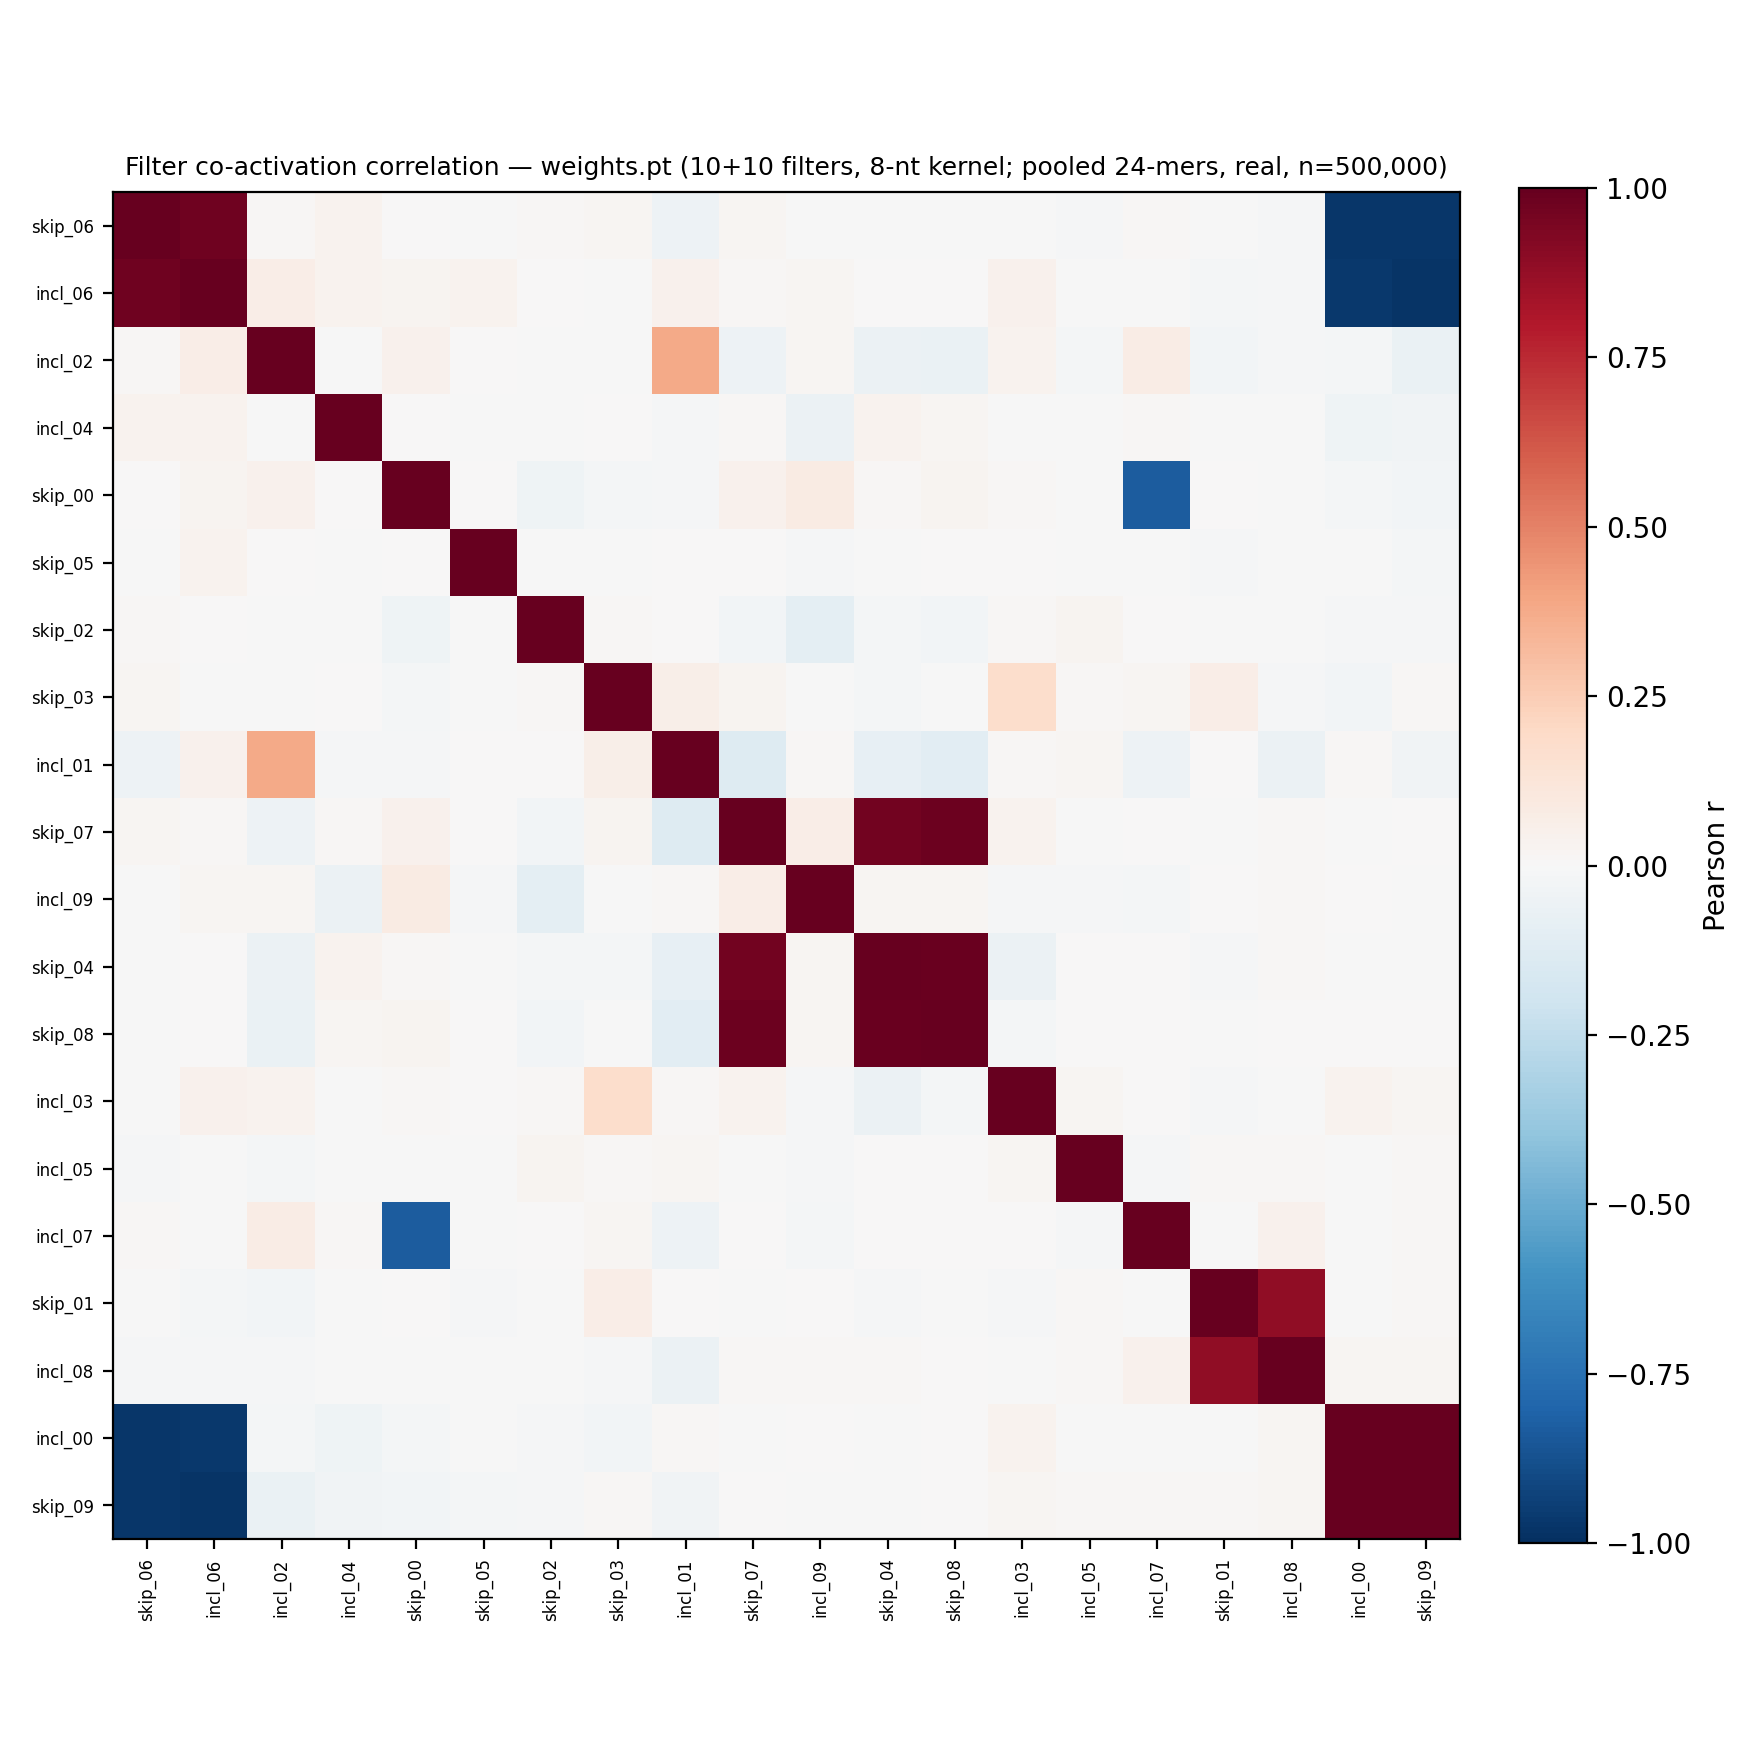 Filter co-activation correlation — weights.pt (10+10 filters, 8-nt kernel; pooled 24-mers, real, n=500,000)
skip_06
incl_06
incl_02
incl_04
skip_00
skip_05
skip_02
skip_03
incl_01
skip_07
incl_09
skip_04
skip_08
incl_03
incl_05
incl_07
skip_01
incl_08
incl_00
skip_09
skip_06
incl_06
incl_02
incl_04
skip_00
skip_05
skip_02
skip_03
incl_01
skip_07
incl_09
skip_04
skip_08
incl_03
incl_05
incl_07
skip_01
incl_08
incl_00
skip_09
1.00
0.75
0.50
0.25
0.00
−0.25
−0.50
−0.75
−1.00
Pearson r